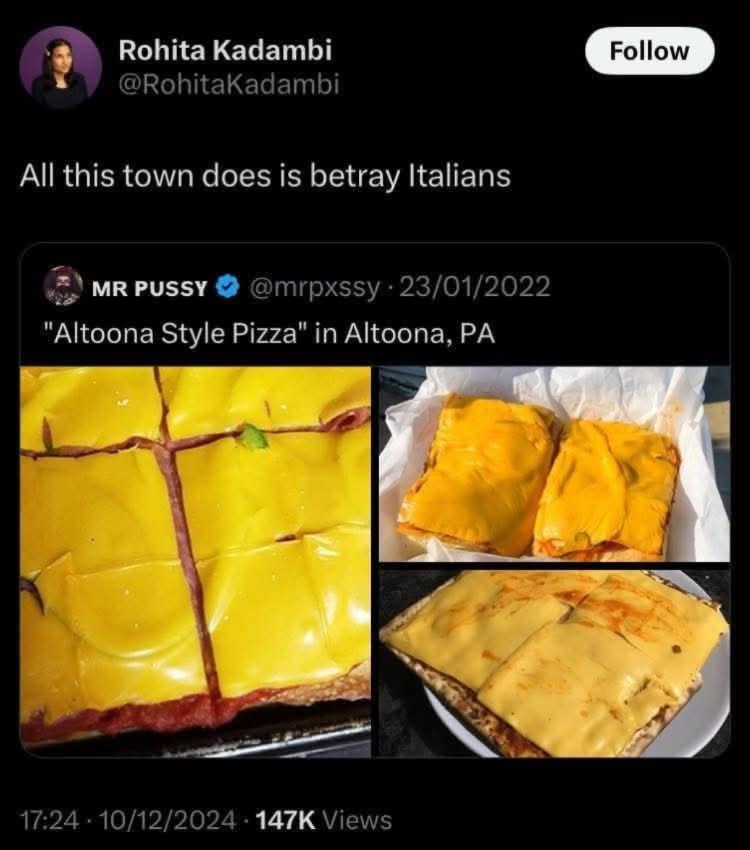 Rohita Kadambi
@RohitaKadambi
Follow
All this town does is betray Italians
MR PUSSY @mrpxssy · 23/01/2022
"Altoona Style Pizza" in Altoona, PA
17:24 · 10/12/2024 · 147K Views